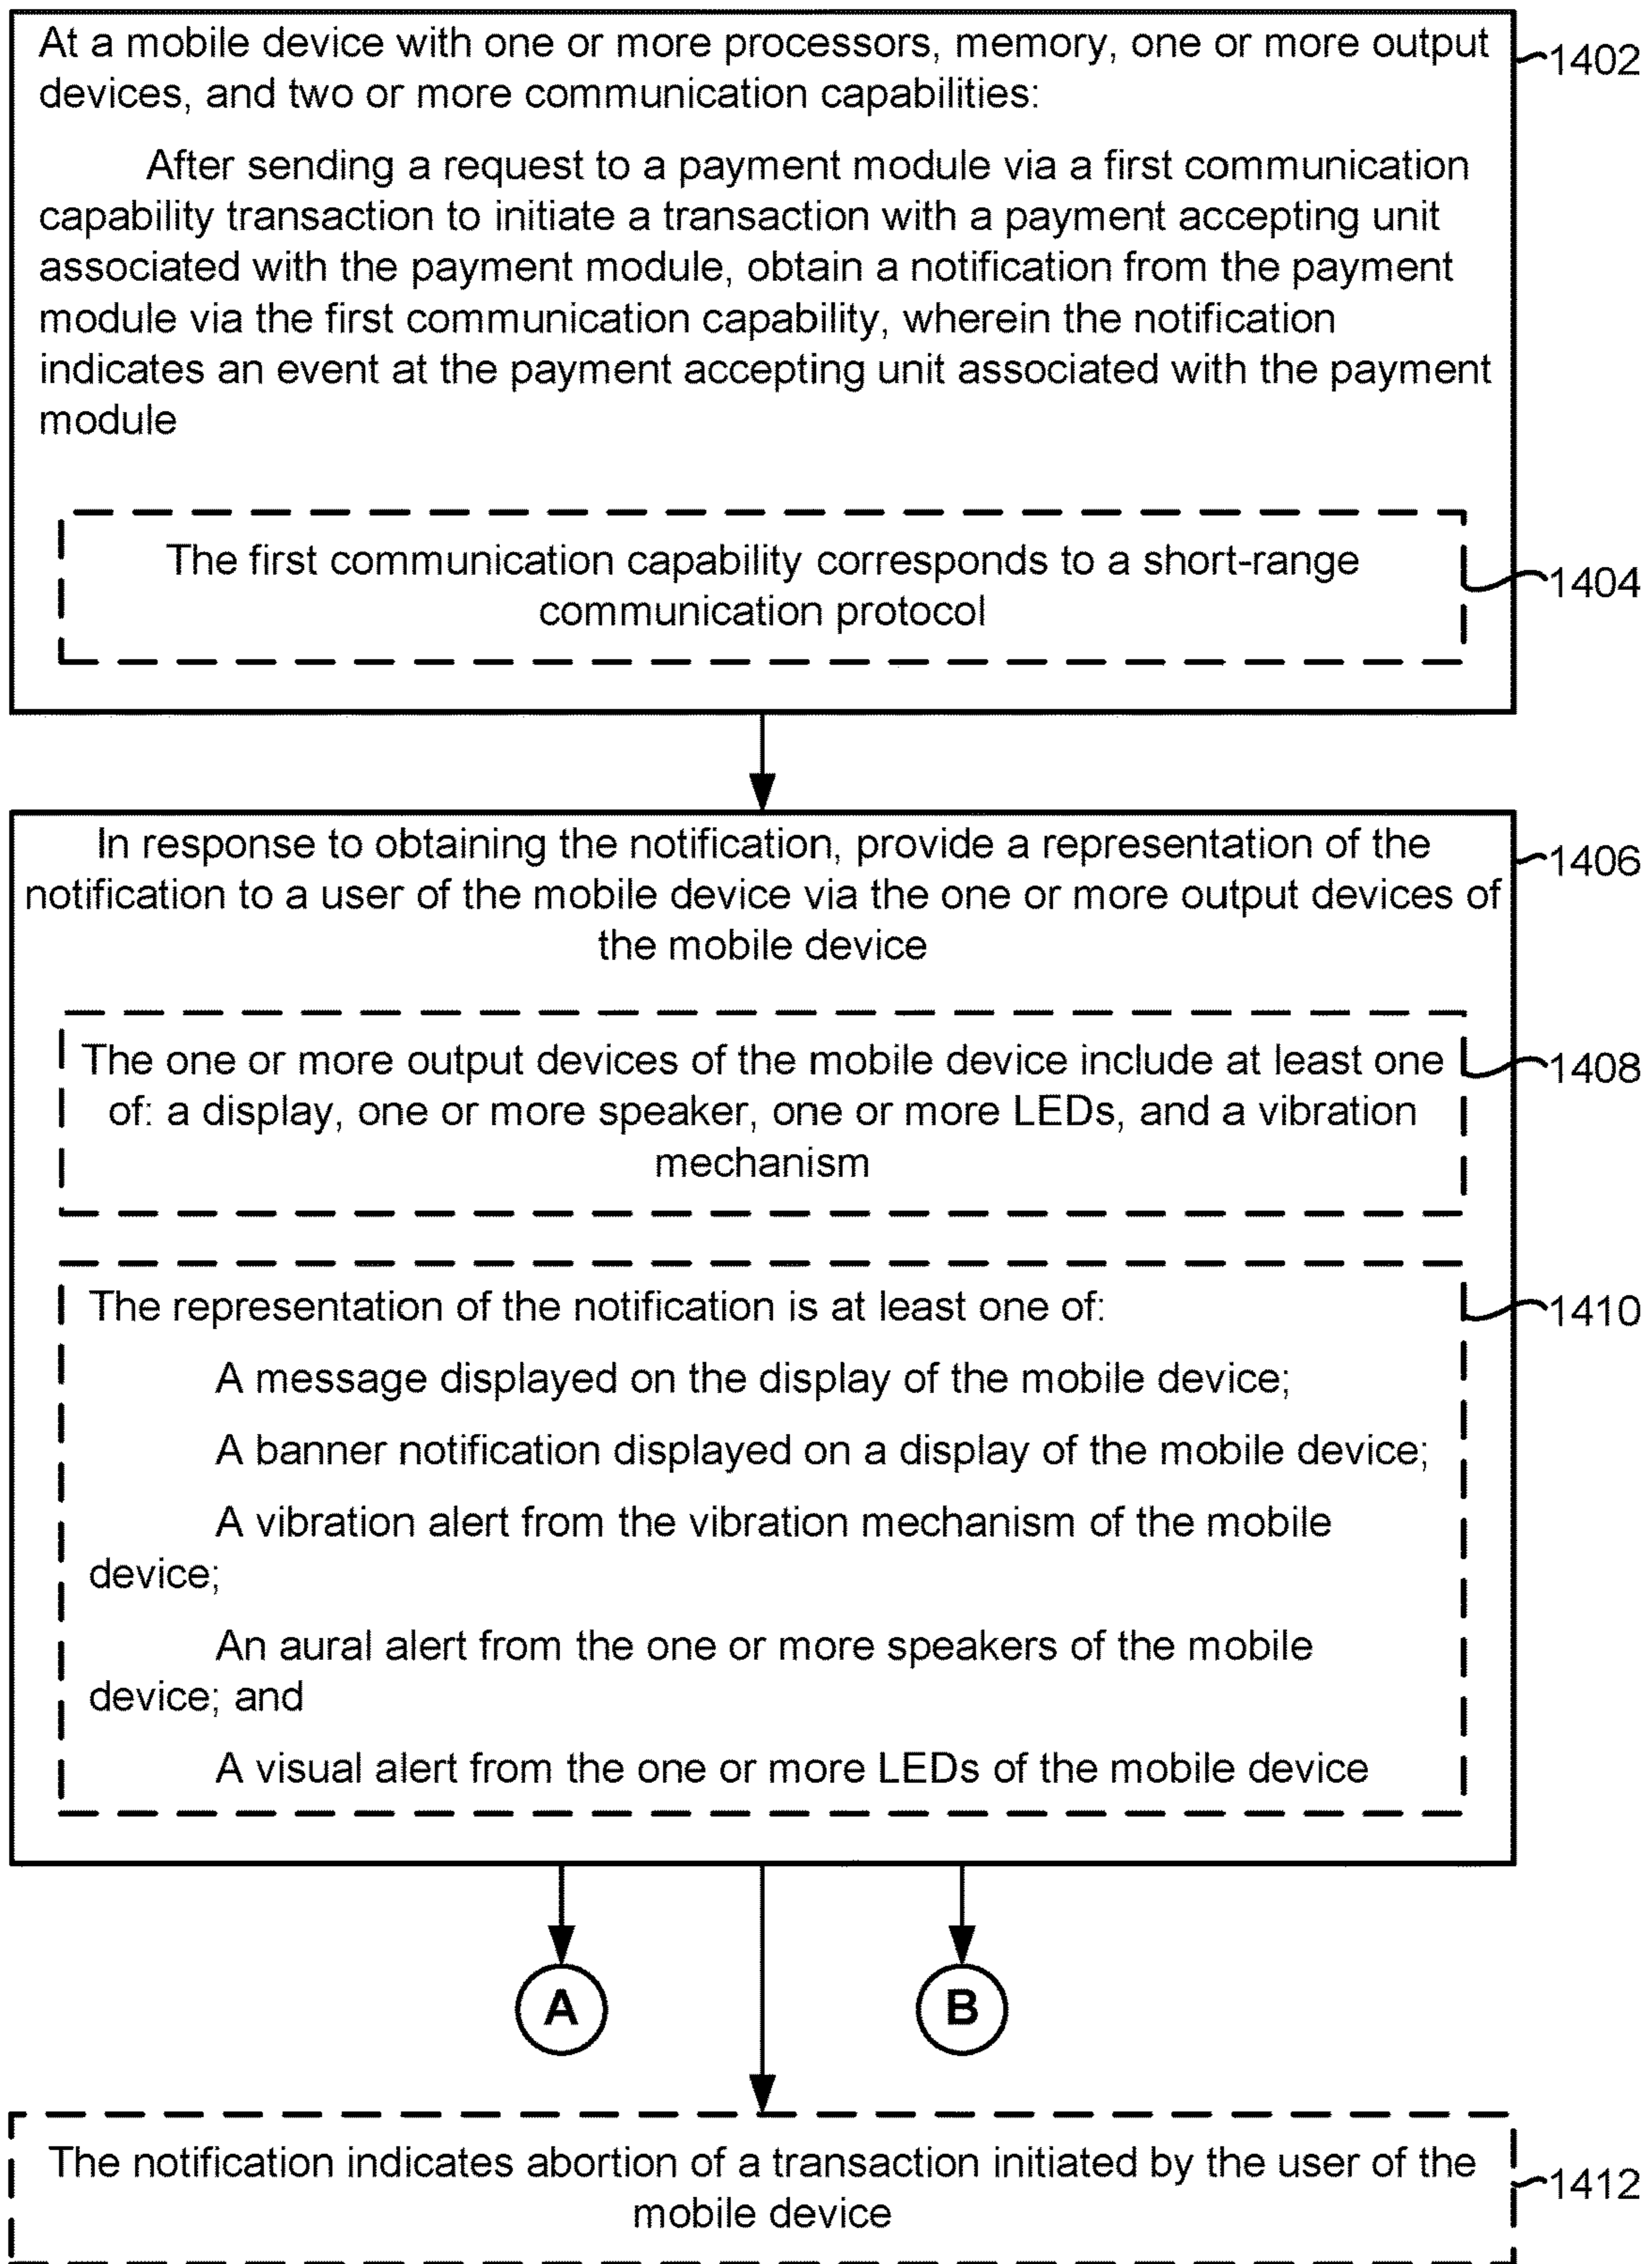 At a mobile device with one or more processors, memory, one or more output
devices, and two or more communication capabilities:
1402
After sending a request to a payment module via a first communication
capability transaction to initiate a transaction with a payment accepting unit
associated with the payment module, obtain a notification from the payment
module via the first communication capability, wherein the notification
indicates an event at the payment accepting unit associated with the payment
module
The first communication capability corresponds to a short-range
communication protocol
1404
In response to obtaining the notification, provide a representation of the
notification to a user of the mobile device via the one or more output devices of
the mobile device
1406
The one or more output devices of the mobile device include at least one
of: a display, one or more speaker, one or more LEDs, and a vibration
mechanism
1408
The representation of the notification is at least one of:
1410
A message displayed on the display of the mobile device;
A banner notification displayed on a display of the mobile device;
A vibration alert from the vibration mechanism of the mobile
device;
An aural alert from the one or more speakers of the mobile
device; and
A visual alert from the one or more LEDs of the mobile device
A
B
The notification indicates abortion of a transaction initiated by the user of the
mobile device
1412